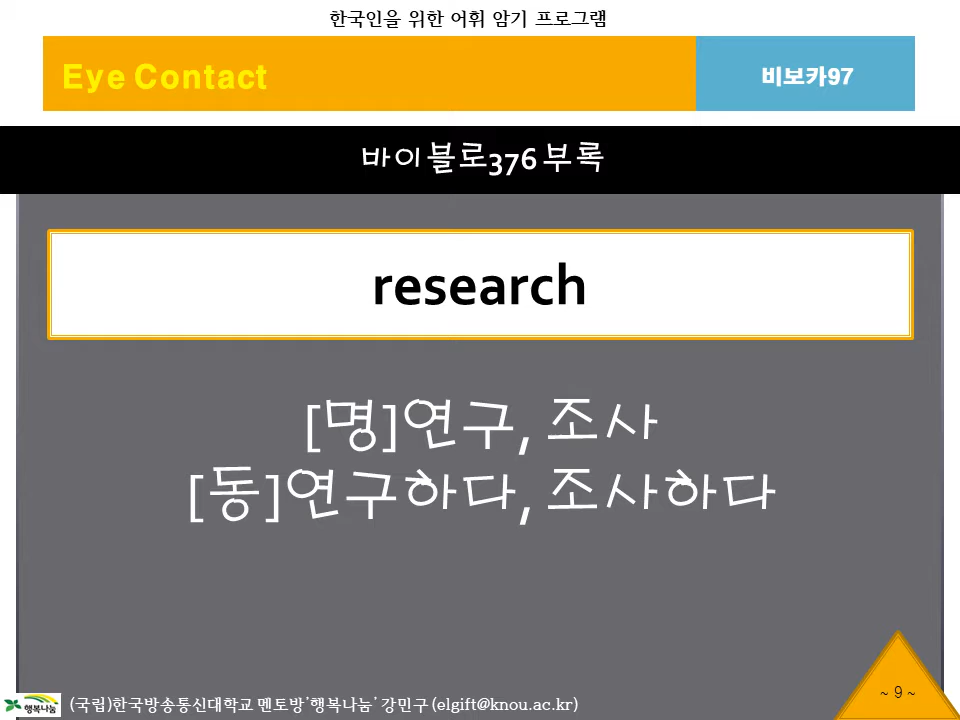 한국인을 위한 어휘 암기 프로그램
Eye Contact
비보카97
바이블로376 부록
research
[명]연구, 조사
[동]연구하다, 조사하다
~ 9 ~
행복나눔
(국립)한국방송통신대학교 멘토방'행복나눔' 강민구 (elgift@knou.ac.kr)